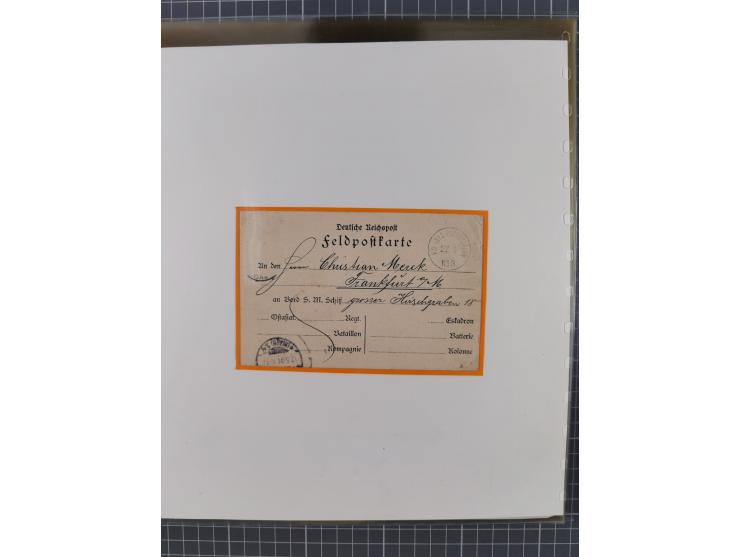 Deutsche Reichspost
Feldpostkarte
An den Herrn Christian Merck
Frankfurt a/M
an Bord S. M. Schiff grosser Hirschgraben 18
Ostasiat. Regt. Eskadron
Bataillon Batterie
Kompagnie Kolonne